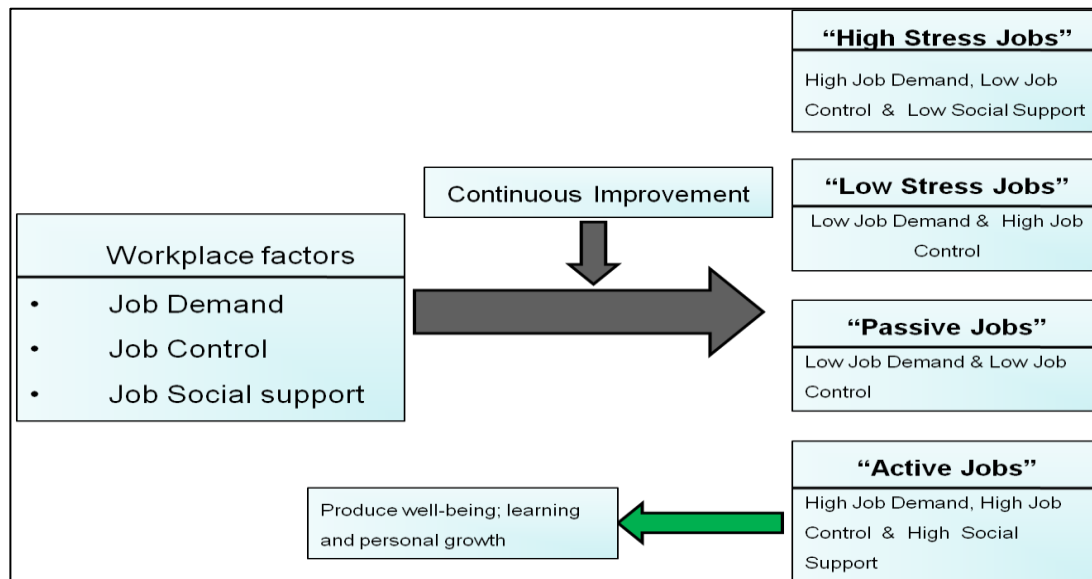 “High Stress Jobs”
High Job Demand, Low Job
Control & Low Social Support
“Low Stress Jobs”
Low Job Demand & High Job
Control
Continuous Improvement
Workplace factors
• Job Demand
• Job Control
• Job Social support
“Passive Jobs”
Low Job Demand & Low Job
Control
“Active Jobs”
High Job Demand, High Job
Control & High Social
Support
Produce well-being; learning
and personal growth